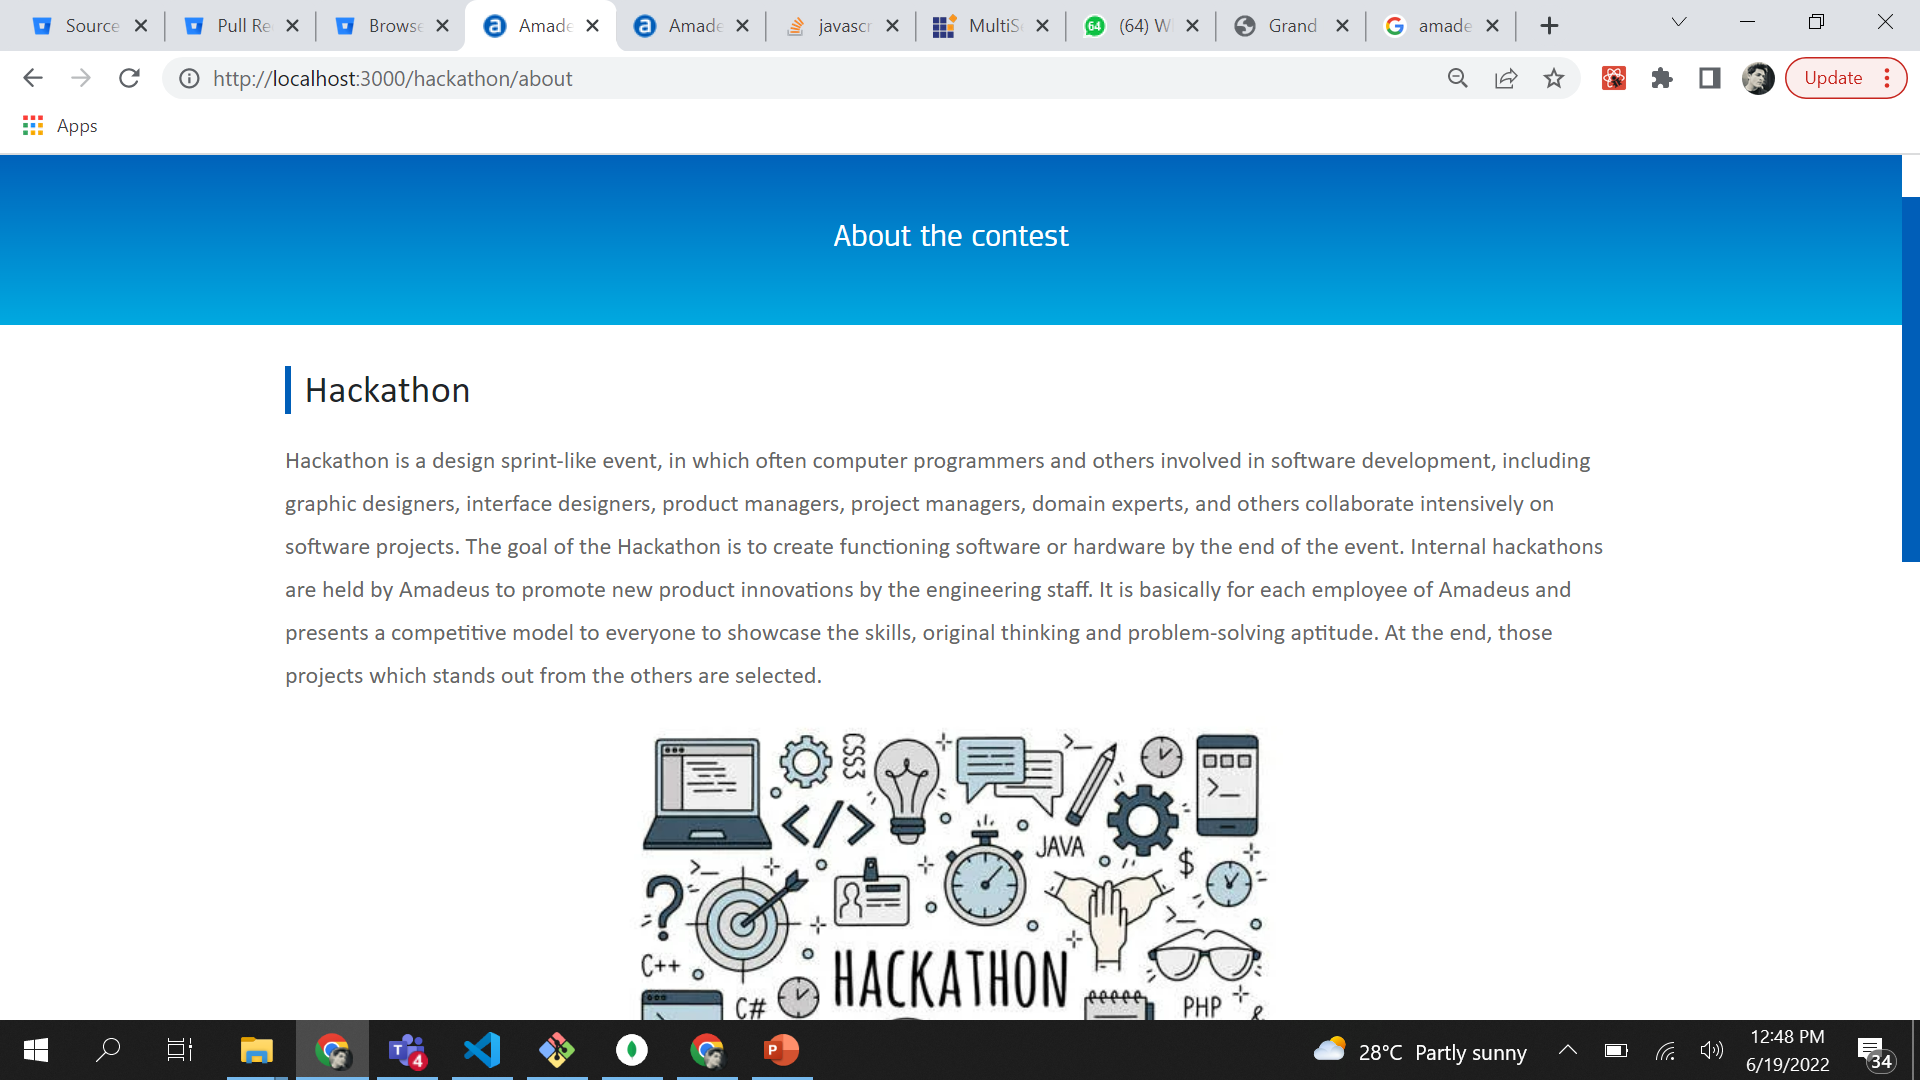 Source
Pull Re
Browse
Amade
Amade
javascr
MultiSe
(64) W
Grand
amade
http://localhost:3000/hackathon/about
Update
Apps
About the contest
Hackathon
Hackathon is a design sprint-like event, in which often computer programmers and others involved in software development, including
graphic designers, interface designers, product managers, project managers, domain experts, and others collaborate intensively on
software projects. The goal of the Hackathon is to create functioning software or hardware by the end of the event. Internal hackathons
are held by Amadeus to promote new product innovations by the engineering staff. It is basically for each employee of Amadeus and
presents a competitive model to everyone to showcase the skills, original thinking and problem-solving aptitude. At the end, those
projects which stands out from the others are selected.
CSS3
>_
</>
>_
JAVA
$
>_
?
>_
C++
HACKATHON
C#
PHP
&
28°C Partly sunny
12:48 PM
6/19/2022
4
34